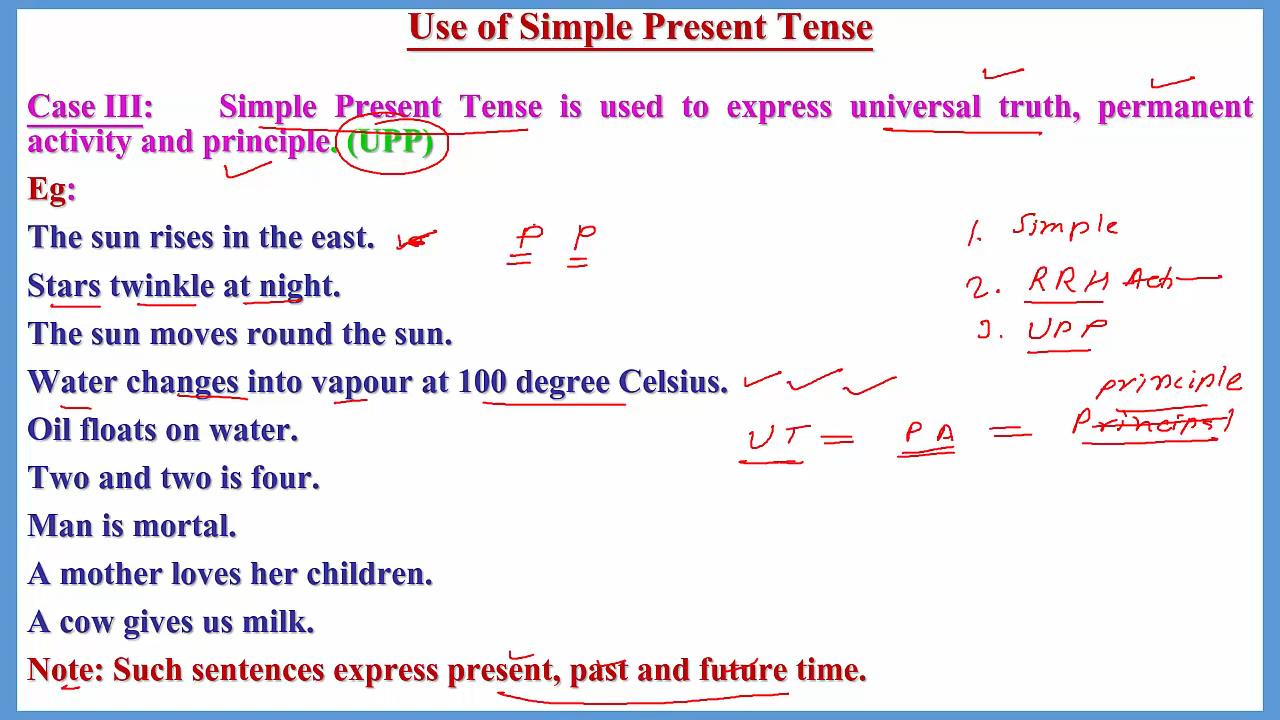 Use of Simple Present Tense
Case III: Simple Present Tense is used to express universal truth, permanent
activity and principle. (UPP)
Eg:
The sun rises in the east.
P P
1. Simple
Stars twinkle at night.
2. RRH Act
The sun moves round the sun.
3. UPP
Water changes into vapour at 100 degree Celsius.
principle
Oil floats on water.
UT = PA = Principal
Two and two is four.
Man is mortal.
A mother loves her children.
A cow gives us milk.
Note: Such sentences express present, past and future time.